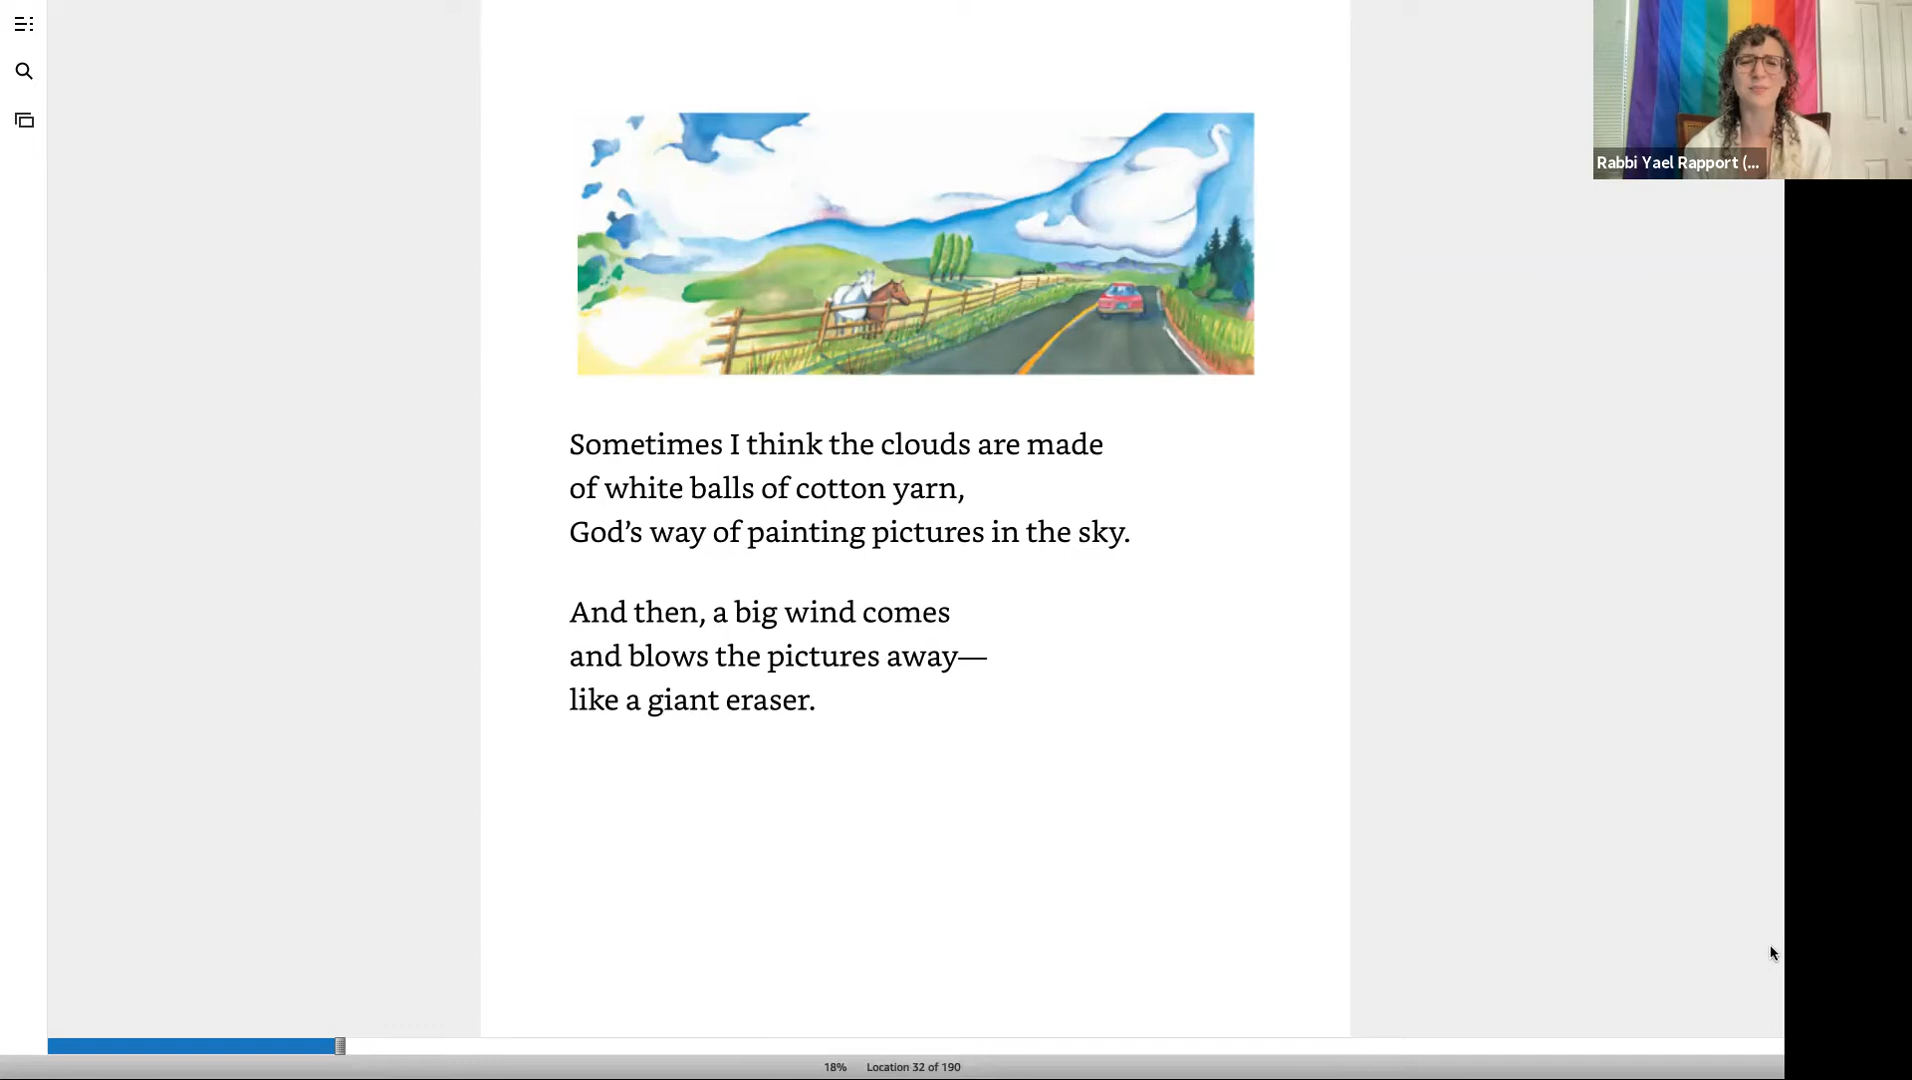 Rabbi Yael Rapport (...
Sometimes I think the clouds are made
of white balls of cotton yarn,
God’s way of painting pictures in the sky.
And then, a big wind comes
and blows the pictures away—
like a giant eraser.
18% Location 32 of 190